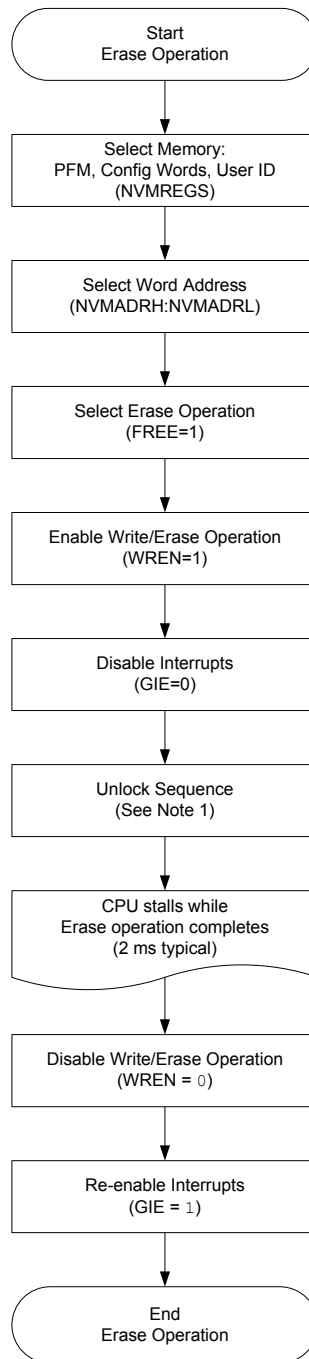 Start
Erase Operation
Select Memory:
PFM, Config Words, User ID
(NVMREGS)
Select Word Address
(NVMADRH:NVMADRL)
Select Erase Operation
(FREE=1)
Enable Write/Erase Operation
(WREN=1)
Disable Interrupts
(GIE=0)
Unlock Sequence
(See Note 1)
CPU stalls while
Erase operation completes
(2 ms typical)
Disable Write/Erase Operation
(WREN = 0)
Re-enable Interrupts
(GIE = 1)
End
Erase Operation